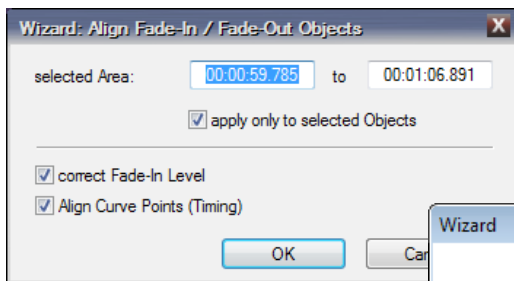 Wizard: Align Fade-In / Fade-Out Objects
selected Area: 00:00:59.785 to 00:01:06.891
apply only to selected Objects
correct Fade-In Level
Align Curve Points (Timing)
OK
Wizard